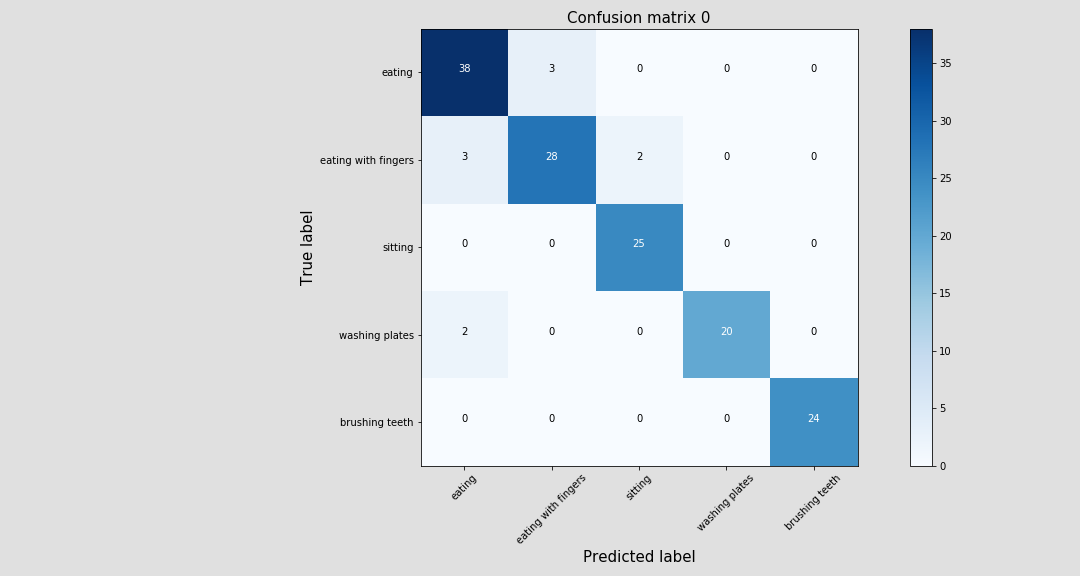 Confusion matrix 0
True label
eating
38 3 0 0 0
eating with fingers
3 28 2 0 0
sitting
0 0 25 0 0
washing plates
2 0 0 20 0
brushing teeth
0 0 0 0 24
eating
eating with fingers
sitting
washing plates
brushing teeth
Predicted label
35
30
25
20
15
10
5
0